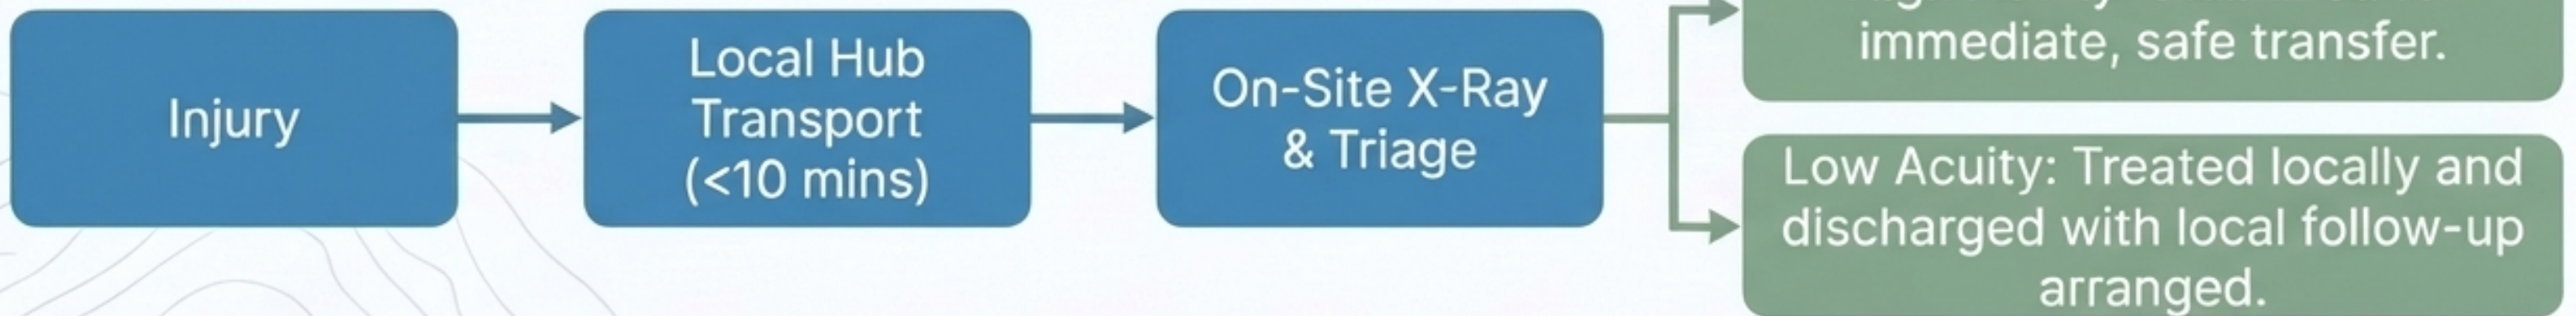 Injury
Local Hub
Transport
(<10 mins)
On-Site X-Ray
& Triage
immediate, safe transfer.
Low Acuity: Treated locally and
discharged with local follow-up
arranged.